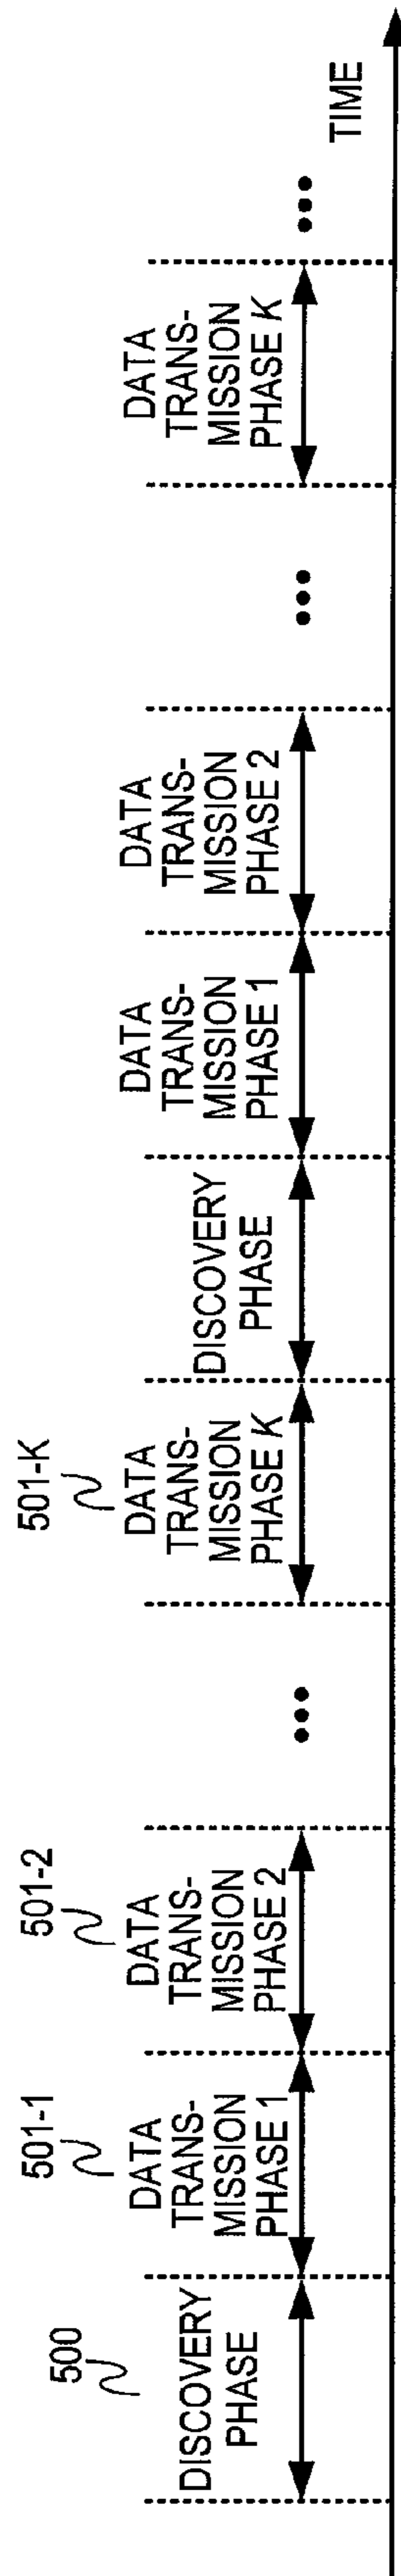 500
DISCOVERY
PHASE
501-1
DATA
TRANS-
MISSION
PHASE 1
501-2
DATA
TRANS-
MISSION
PHASE 2
•••
501-K
DATA
TRANS-
MISSION
PHASE K
DISCOVERY
PHASE
DATA
TRANS-
MISSION
PHASE 1
DATA
TRANS-
MISSION
PHASE 2
•••
DATA
TRANS-
MISSION
PHASE K
•••
TIME